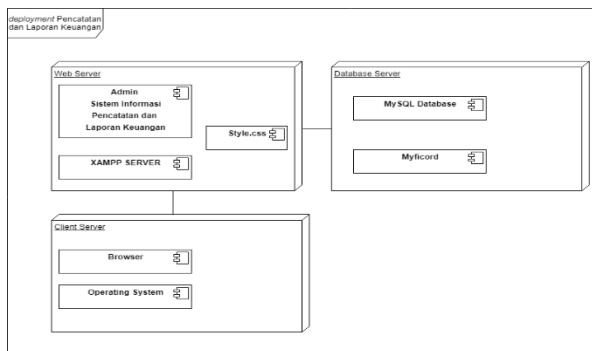 deployment Pencatatan
dan Laporan Keuangan
Web Server
Admin
Sistem Informasi
Pencatatan dan
Laporan Keuangan
Style.css
XAMPP SERVER
Database Server
MySQL Database
Myficord
Client Server
Browser
Operating System